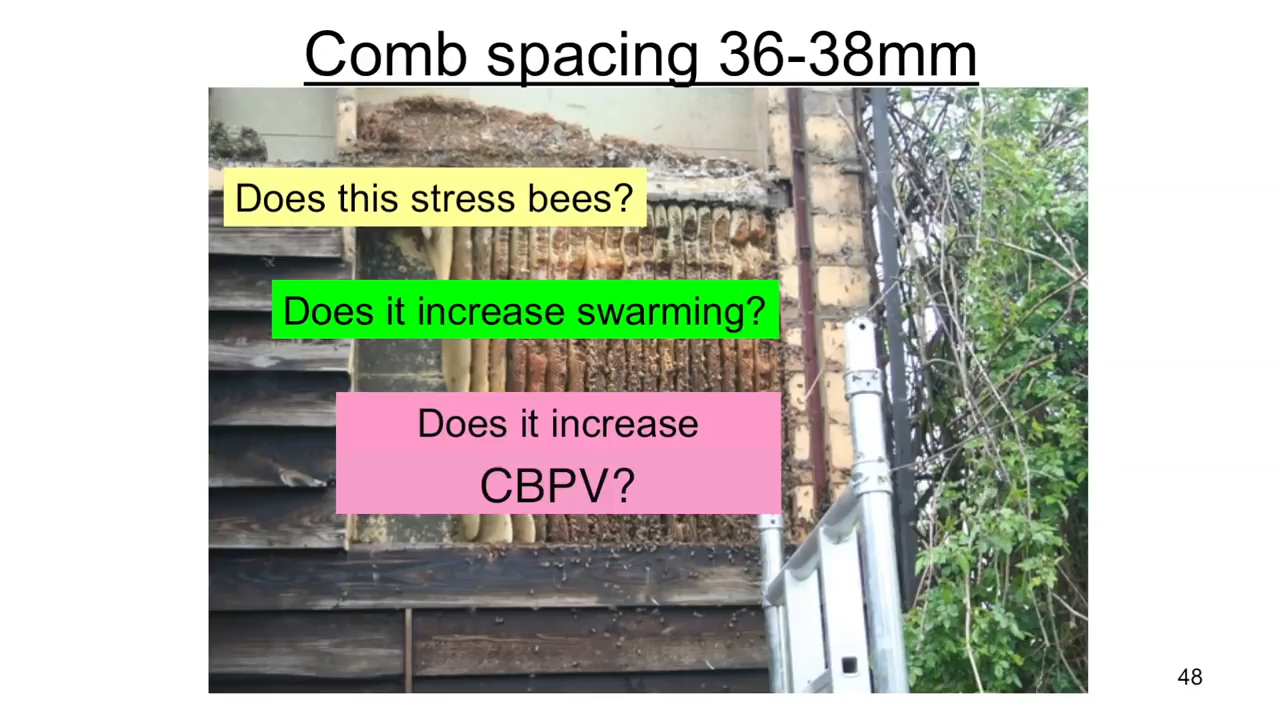 Comb spacing 36-38mm
Does this stress bees?
Does it increase swarming?
Does it increase
CBPV?
48